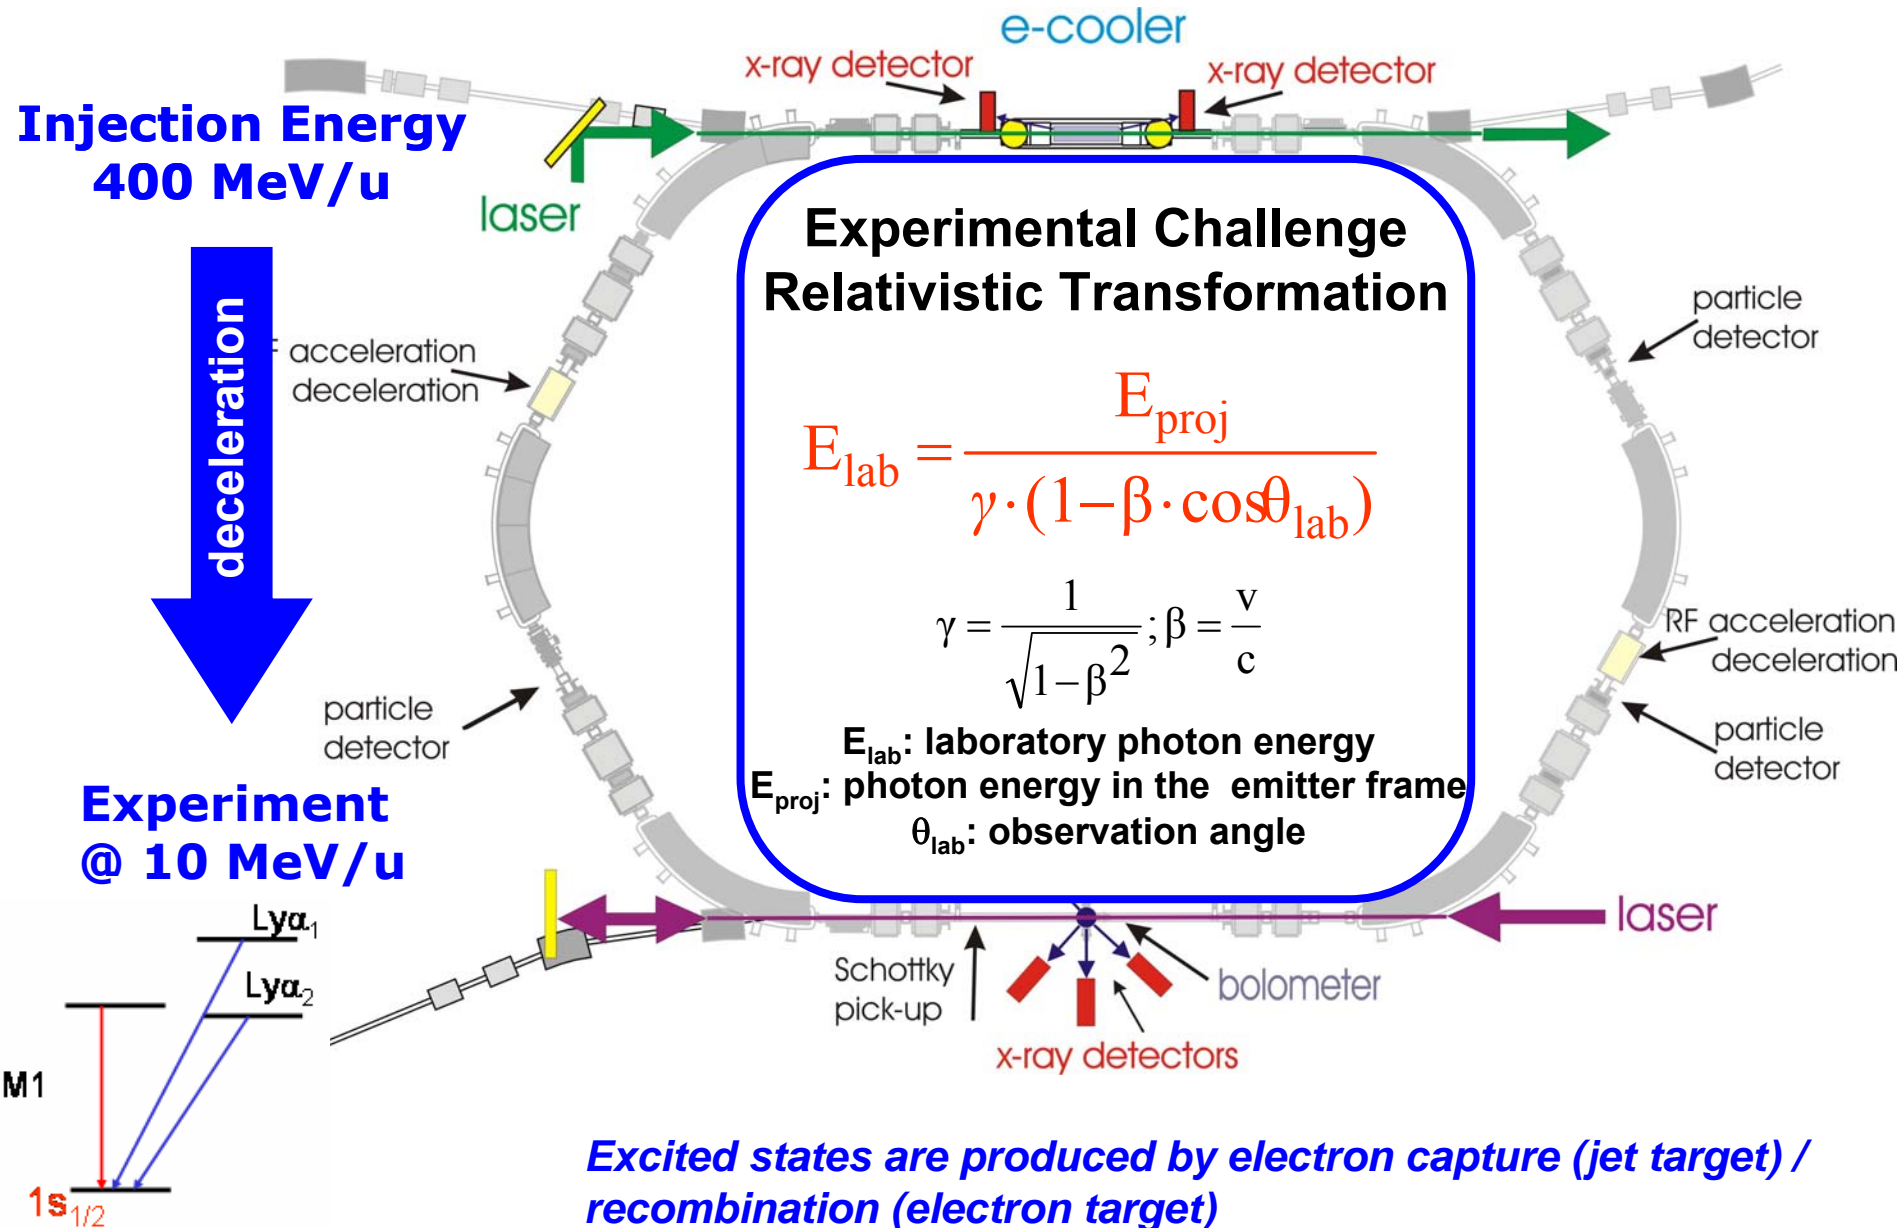 e-cooler
x-ray detector
x-ray detector
Injection Energy
400 MeV/u
laser
Experimental Challenge
Relativistic Transformation
E_lab = E_proj / γ·(1−β·cosθ_lab)
γ = 1 / √(1−β²) ; β = v / c
E_lab: laboratory photon energy
E_proj: photon energy in the emitter frame
θ_lab: observation angle
deceleration
acceleration
deceleration
particle
detector
particle
detector
RF acceleration
deceleration
particle
detector
Experiment
@ 10 MeV/u
laser
Schottky
pick-up
bolometer
x-ray detectors
Lyα₁
Lyα₂
M1
1s₁/₂
Excited states are produced by electron capture (jet target) /
recombination (electron target)